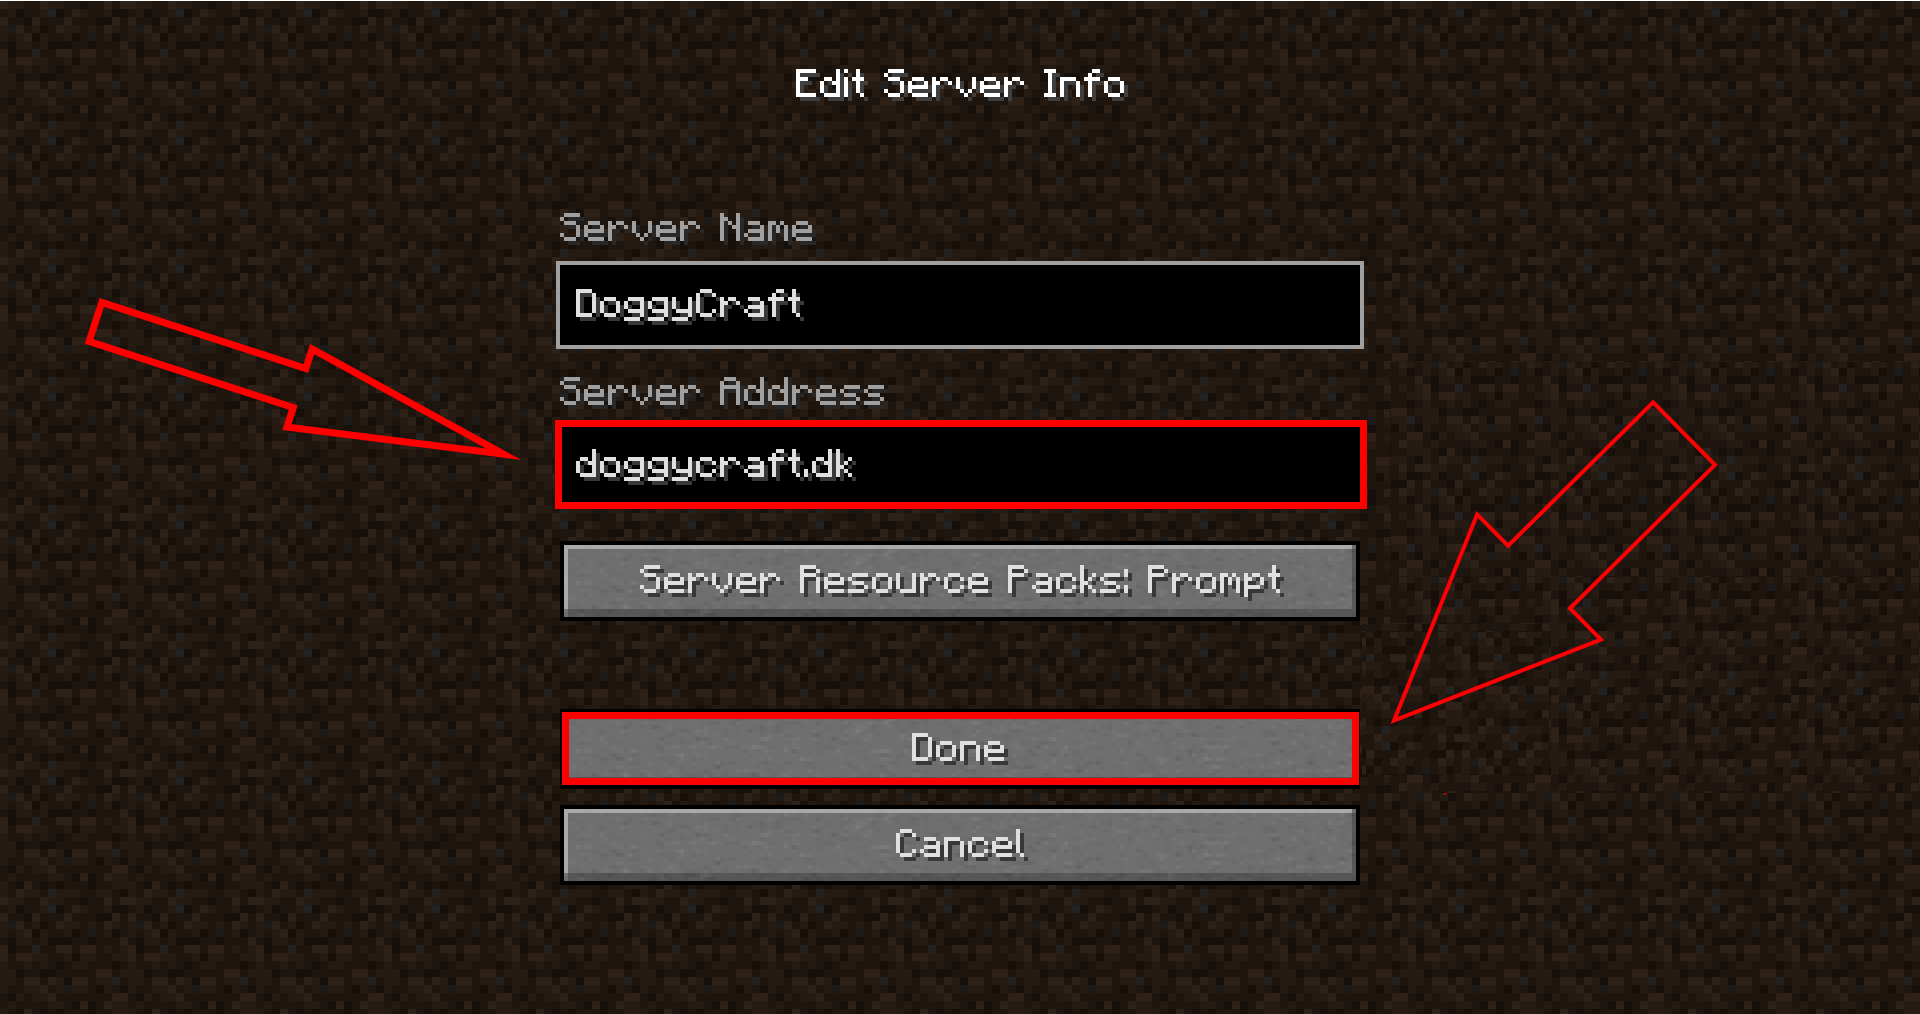 Edit Server Info
Server Name
DoggyCraft
Server Address
doggycraft.dk
Server Resource Packs: Prompt
Done
Cancel